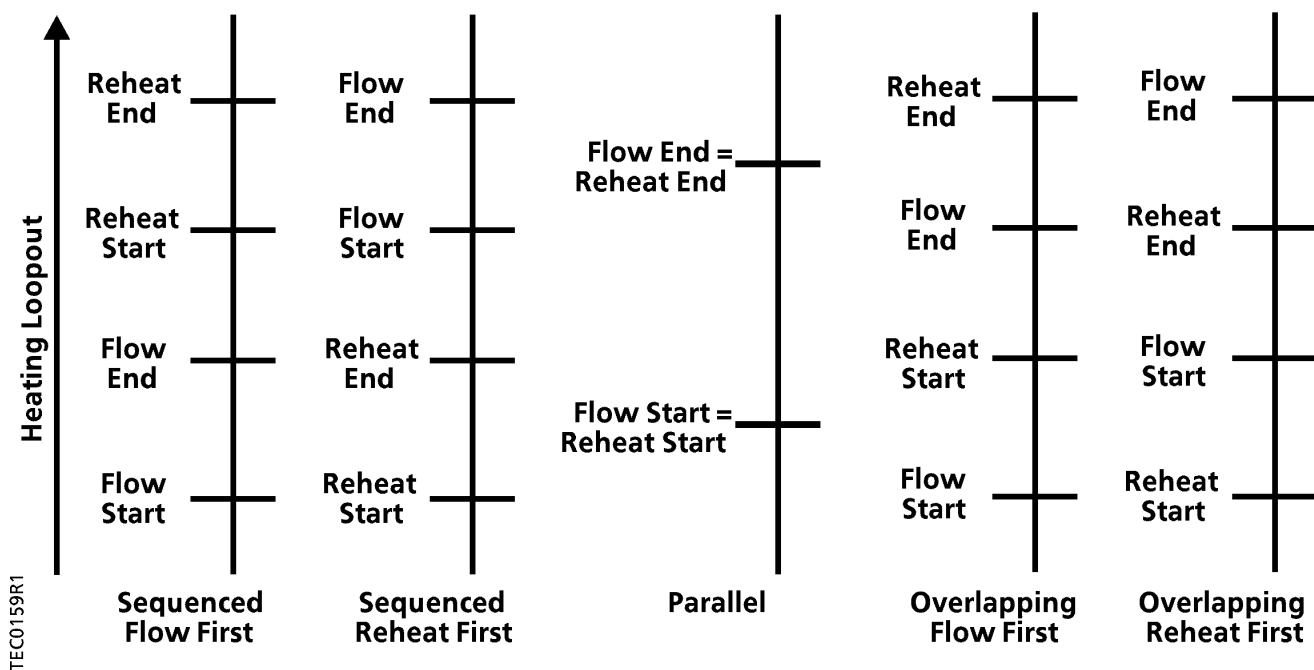 Heating Loopout
Reheat
End
Reheat
Start
Flow
End
Flow
Start
Sequenced
Flow First
Flow
End
Flow
Start
Reheat
End
Reheat
Start
Sequenced
Reheat First
Flow End =
Reheat End
Flow Start =
Reheat Start
Parallel
Reheat
End
Flow
End
Reheat
Start
Flow
Start
Overlapping
Flow First
Flow
End
Reheat
End
Flow
Start
Reheat
Start
Overlapping
Reheat First
TEC0159R1